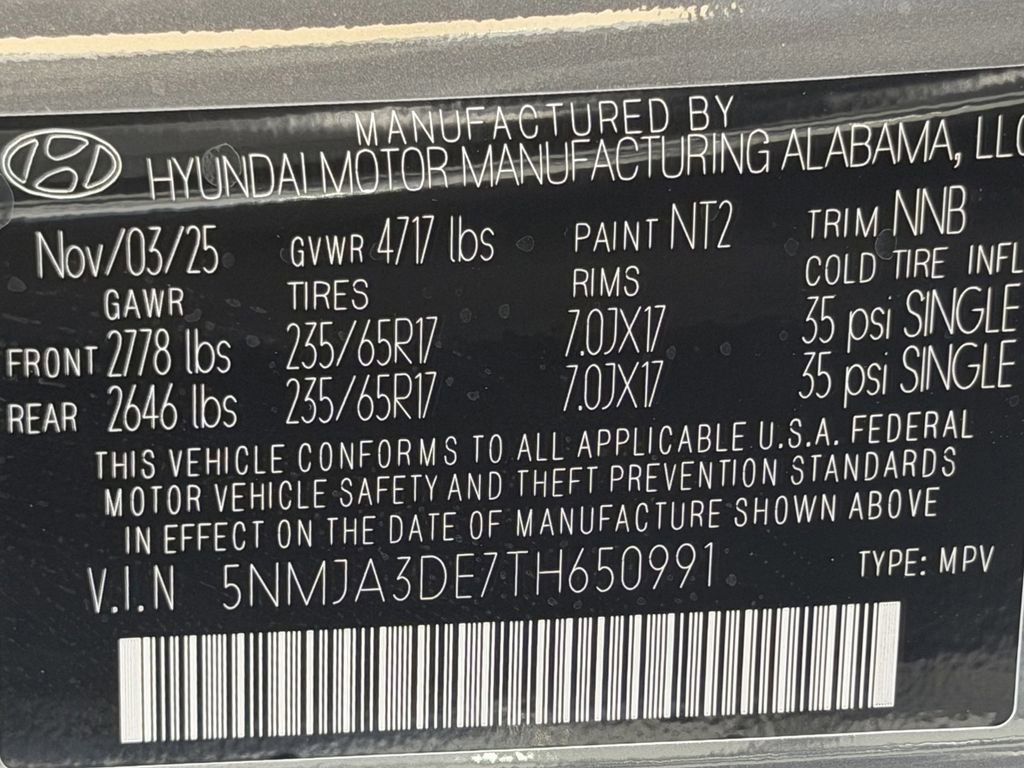 MANUFACTURED BY
HYUNDAI MOTOR MANUFACTURING ALABAMA, LLC
Nov/03/25 GVWR 4717 lbs PAINT NT2 TRIM NNB
GAWR TIRES RIMS COLD TIRE INFL
FRONT 2778 lbs 235/65R17 7.0JX17 35 psi SINGLE
REAR 2646 lbs 235/65R17 7.0JX17 35 psi SINGLE
THIS VEHICLE CONFORMS TO ALL APPLICABLE U.S.A. FEDERAL
MOTOR VEHICLE SAFETY AND THEFT PREVENTION STANDARDS
IN EFFECT ON THE DATE OF MANUFACTURE SHOWN ABOVE
V.I.N 5NMJA3DE7TH650991 TYPE: MPV